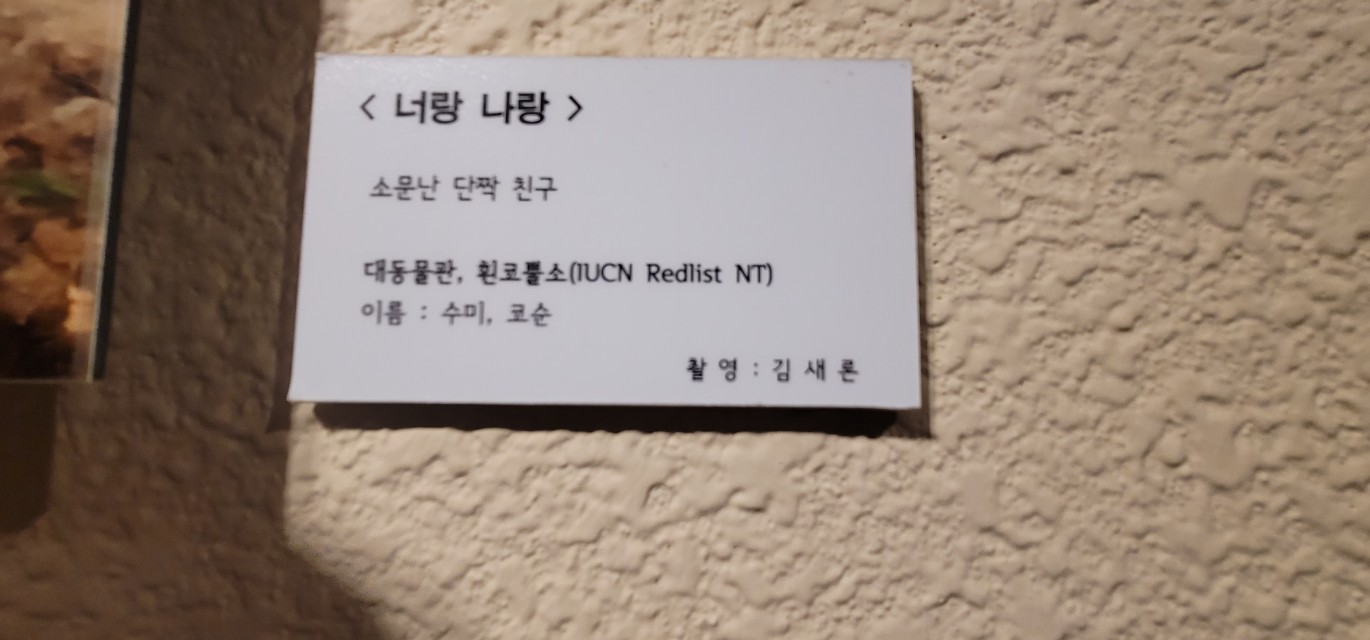 < 너랑 나랑 >
소문난 단짝 친구
대동물관, 흰코뿔소(IUCN Redlist NT)
이름 : 수미, 코순
촬 영 : 김 새 론